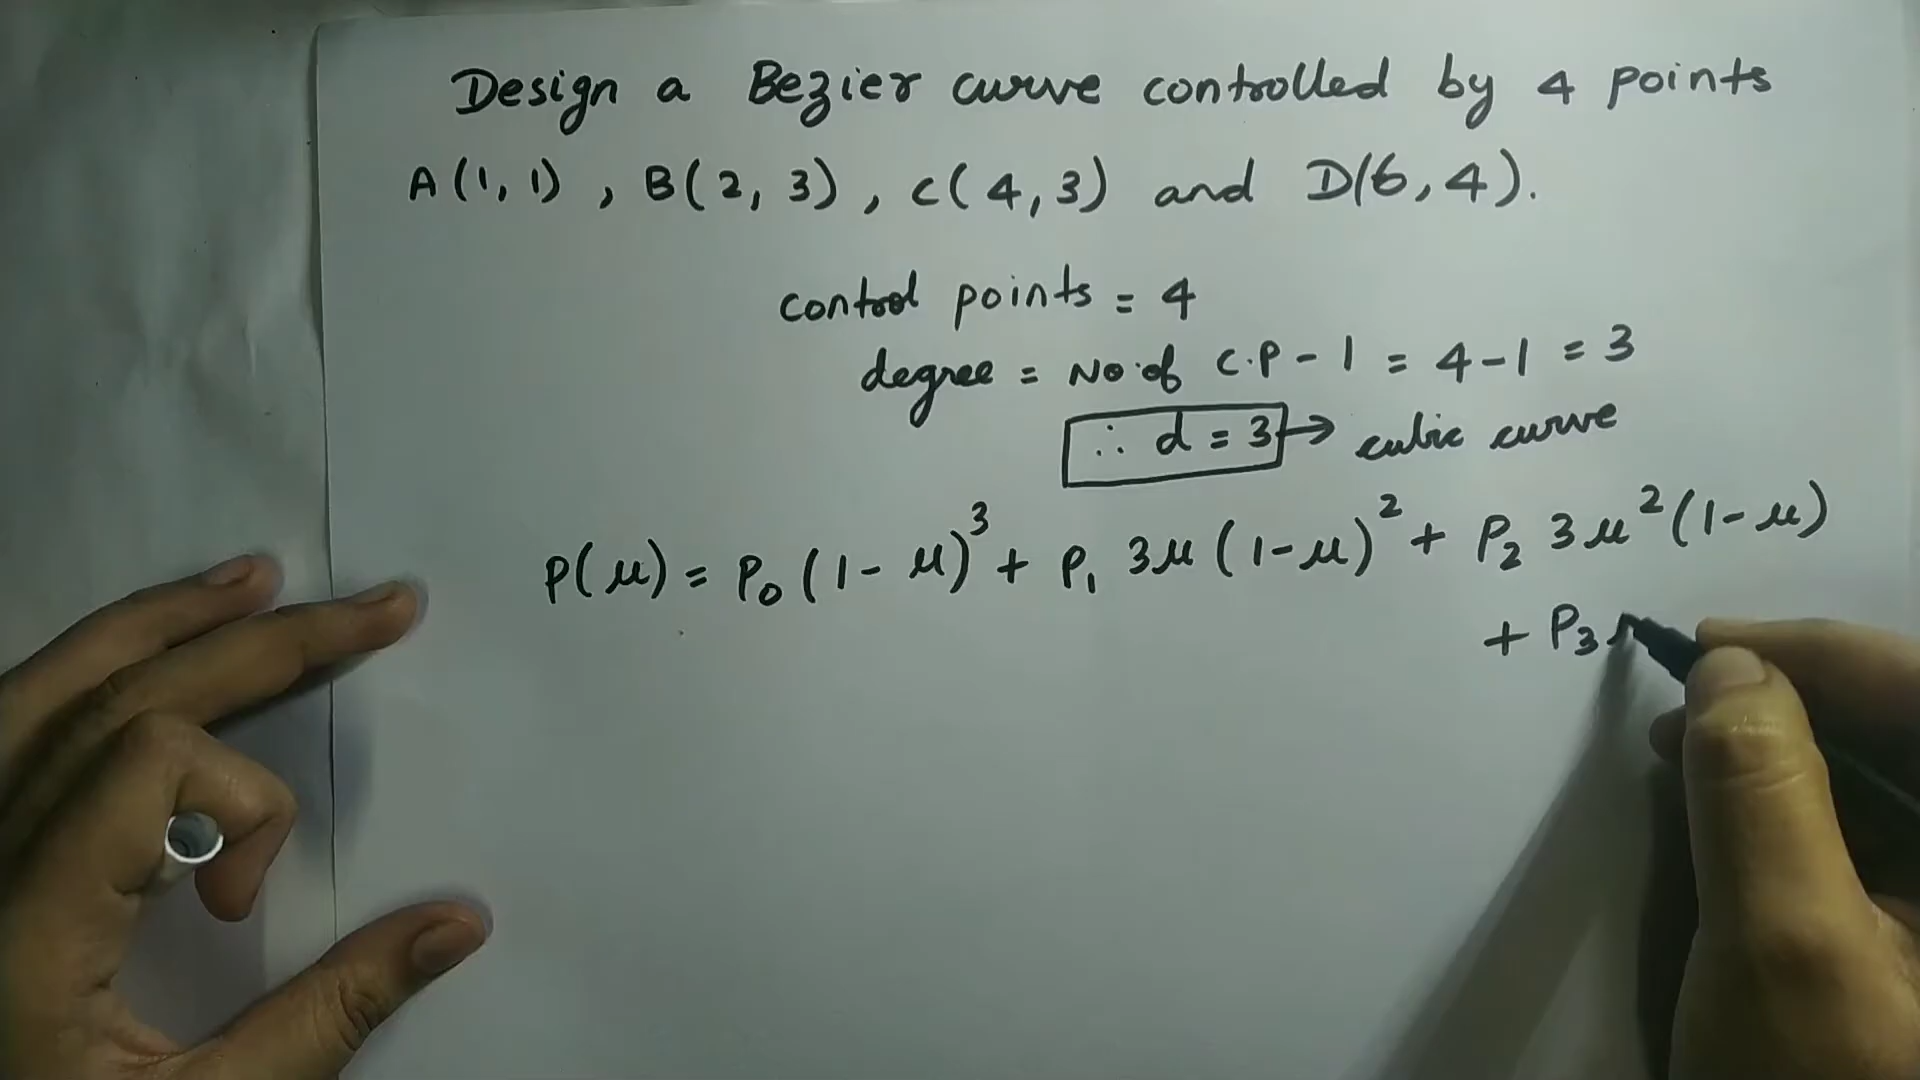 Design a Bezier curve controlled by 4 points
A(1,1), B(2,3), C(4,3) and D(6,4).
control points = 4
degree = No. of C.P - 1 = 4-1 = 3
∴ d = 3 → cubic curve
P(u) = P₀(1-u)³ + P₁ 3u(1-u)² + P₂ 3u²(1-u)
+ P₃